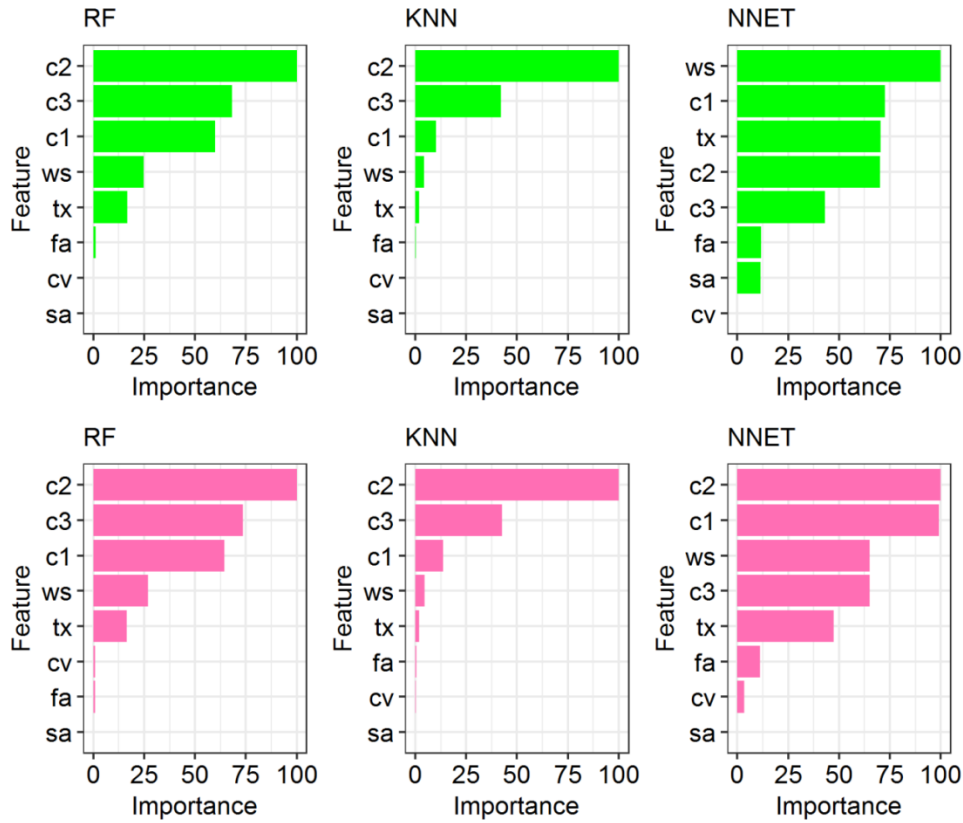 RF
KNN
NNET
Feature
c2
c3
c1
ws
tx
fa
cv
sa
0 25 50 75 100
Importance
Feature
c2
c3
c1
ws
tx
fa
cv
sa
0 25 50 75 100
Importance
Feature
ws
c1
tx
c2
c3
fa
sa
cv
0 25 50 75 100
Importance
RF
KNN
NNET
Feature
c2
c3
c1
ws
tx
cv
fa
sa
0 25 50 75 100
Importance
Feature
c2
c3
c1
ws
tx
fa
cv
sa
0 25 50 75 100
Importance
Feature
c2
c1
ws
c3
tx
fa
cv
sa
0 25 50 75 100
Importance